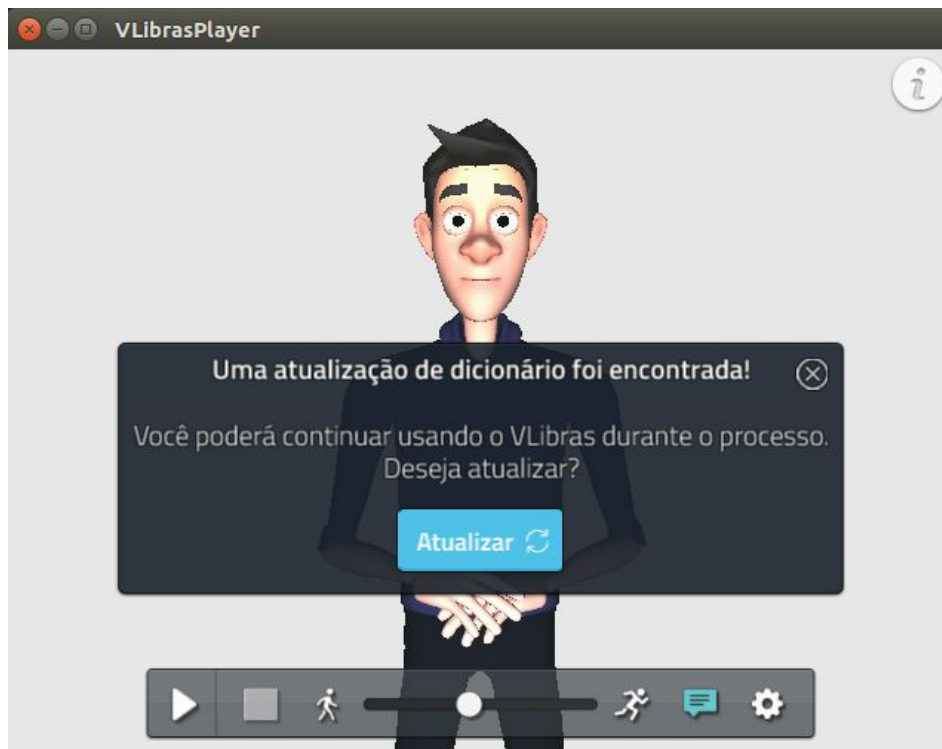 VLibrasPlayer
i
Uma atualização de dicionário foi encontrada!
Você poderá continuar usando o VLibras durante o processo.
Deseja atualizar?
Atualizar